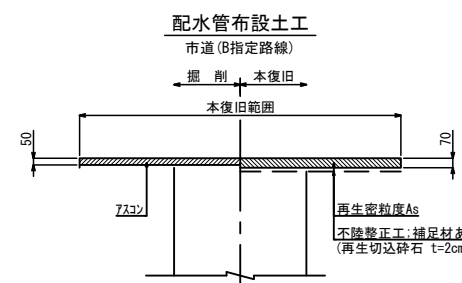 配水管布設土工
市道(B指定路線)
掘 削 本復旧
本復旧範囲
50
70
アスコン
再生密粒度As
不陸整正工;補足材あ
(再生切込砕石 t=2cm